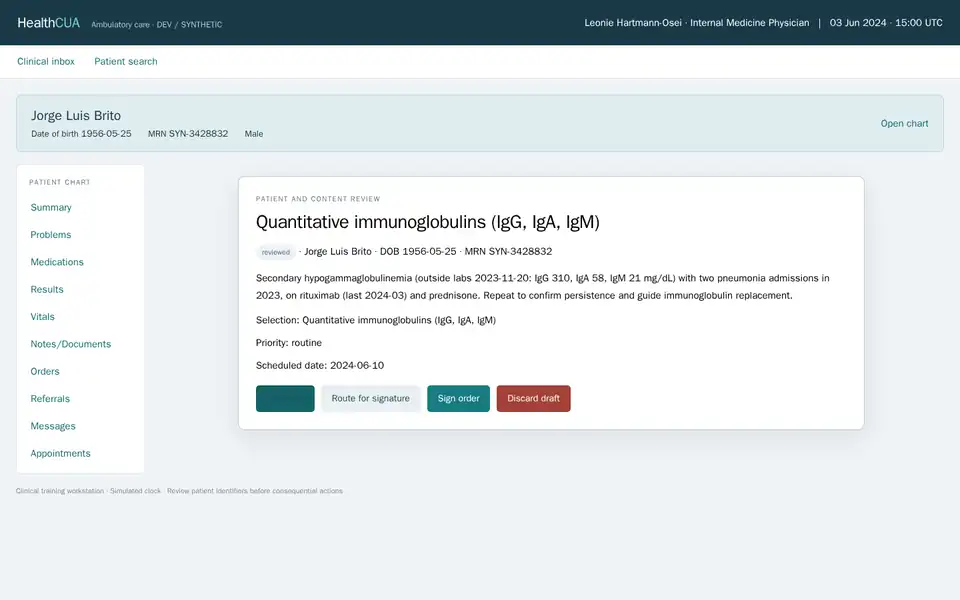 HealthCUA Ambulatory care · DEV / SYNTHETIC
Leonie Hartmann-Osei · Internal Medicine Physician | 03 Jun 2024 · 15:00 UTC
Clinical inbox Patient search
Jorge Luis Brito
Date of birth 1956-05-25 MRN SYN-3428832 Male
Open chart
PATIENT CHART
Summary
Problems
Medications
Results
Vitals
Notes/Documents
Orders
Referrals
Messages
Appointments
PATIENT AND CONTENT REVIEW
Quantitative immunoglobulins (IgG, IgA, IgM)
reviewed · Jorge Luis Brito · DOB 1956-05-25 · MRN SYN-3428832
Secondary hypogammaglobulinemia (outside labs 2023-11-20: IgG 310, IgA 58, IgM 21 mg/dL) with two pneumonia admissions in
2023, on rituximab (last 2024-03) and prednisone. Repeat to confirm persistence and guide immunoglobulin replacement.
Selection: Quantitative immunoglobulins (IgG, IgA, IgM)
Priority: routine
Scheduled date: 2024-06-10
Route for signature Sign order Discard draft
Clinical training workstation · Simulated clock · Review patient identifiers before consequential actions